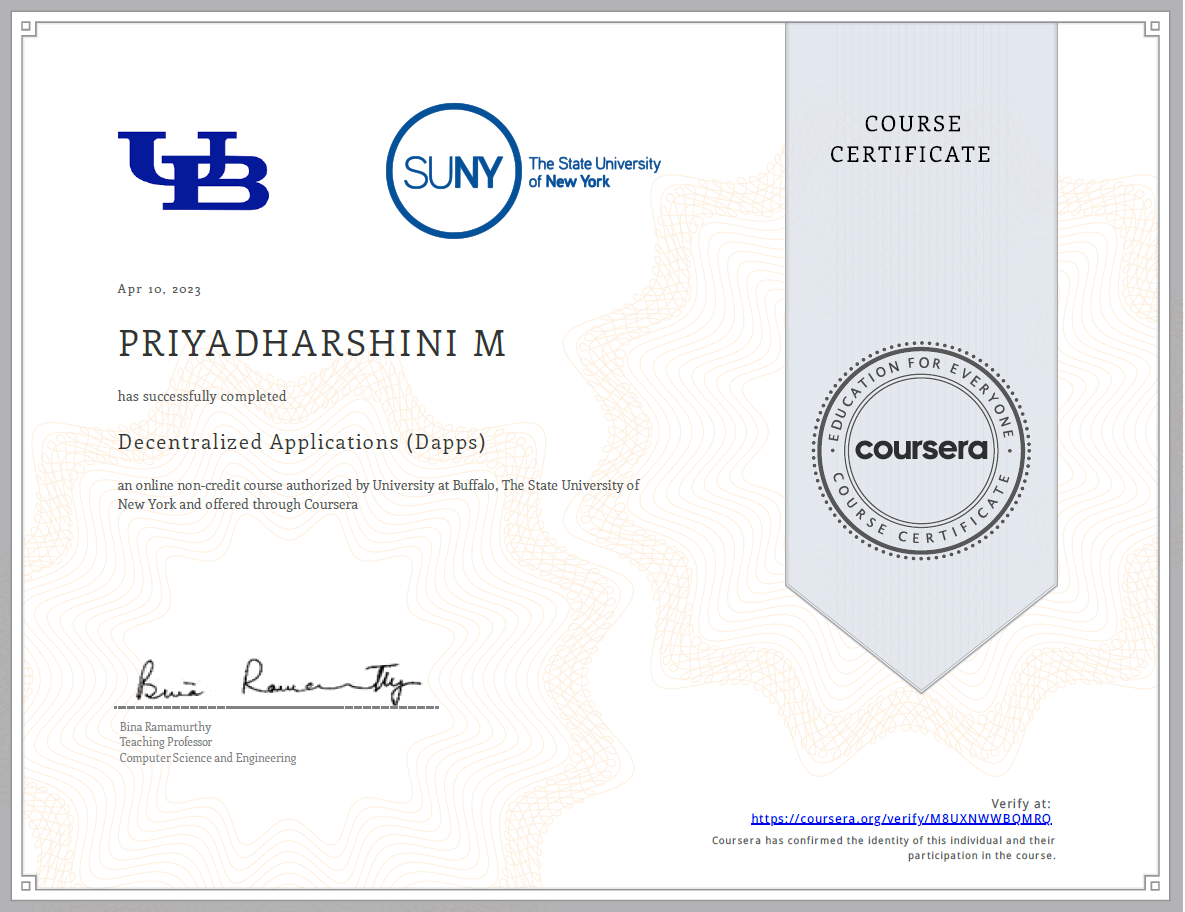 UB
SUNY
The State University
of New York
COURSE
CERTIFICATE
Apr 10, 2023
PRIYADHARSHINI M
has successfully completed
Decentralized Applications (Dapps)
an online non-credit course authorized by University at Buffalo, The State University of
New York and offered through Coursera
EDUCATION FOR EVERYONE
coursera
COURSE CERTIFICATE
Bina Ramamurthy
Bina Ramamurthy
Teaching Professor
Computer Science and Engineering
Verify at:
https://coursera.org/verify/M8UXNWWBQMRQ
Coursera has confirmed the identity of this individual and their
participation in the course.